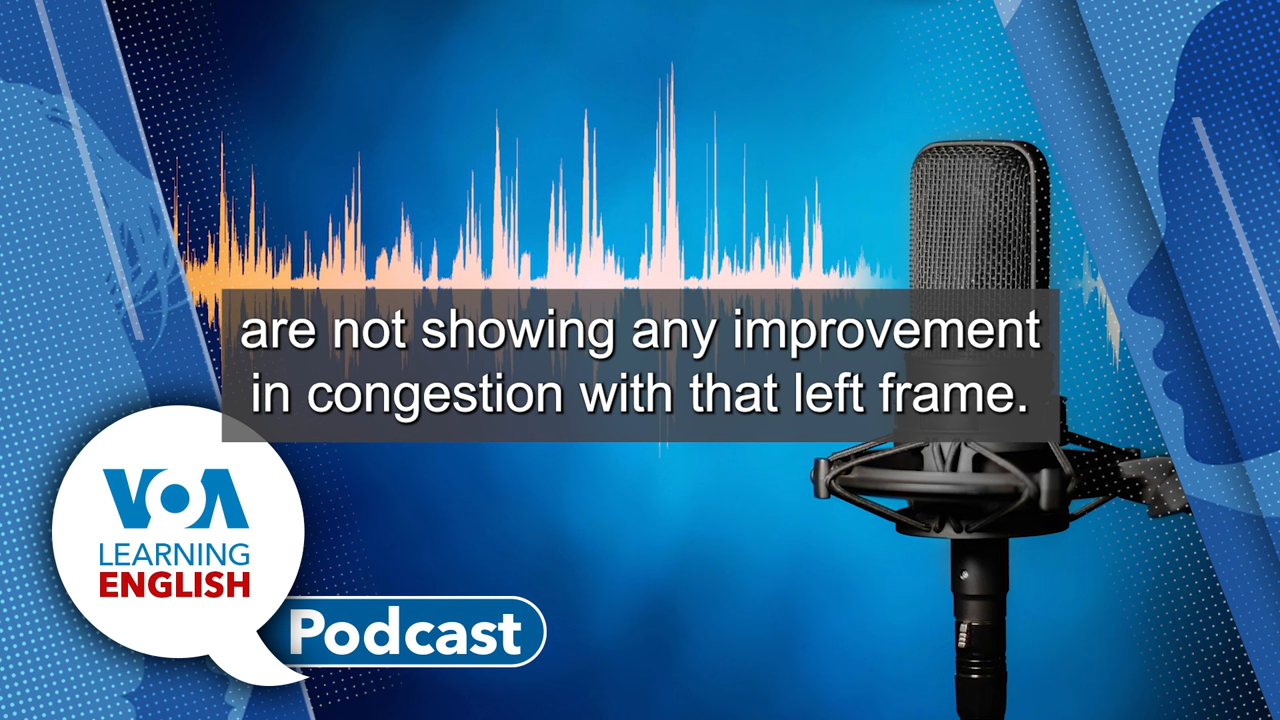 are not showing any improvement
in congestion with that left frame.
VOA
LEARNING
ENGLISH
Podcast